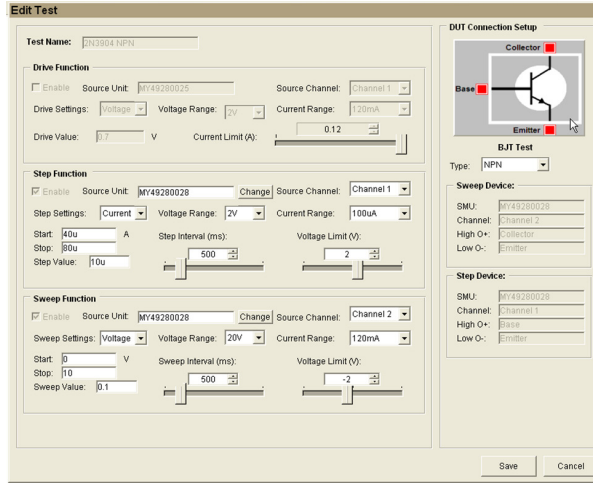 Edit Test
Test Name: 2N3904 NPN
Drive Function
Enable Source Unit: MY49280025 Source Channel: Channel 1
Drive Settings: Voltage Voltage Range: 2V Current Range: 120mA
Drive Value: 0.7 V Current Limit (A): 0.12
Step Function
Enable Source Unit: MY49280028 Change Source Channel: Channel 1
Step Settings: Current Voltage Range: 2V Current Range: 100uA
Start: 40u A Step Interval (ms): Voltage Limit (V):
Stop: 80u 500 2
Step Value: 10u
Sweep Function
Enable Source Unit: MY49280028 Change Source Channel: Channel 2
Sweep Settings: Voltage Voltage Range: 20V Current Range: 120mA
Start: 0 V Sweep Interval (ms): Voltage Limit (V):
Stop: 10 500 -2
Sweep Value: 0.1
DUT Connection Setup
Collector
Base
Emitter
BJT Test
Type: NPN
Sweep Device:
SMU: MY49280028
Channel: Channel 2
High O+: Collector
Low O-: Emitter
Step Device:
SMU: MY49280028
Channel: Channel 1
High O+: Base
Low O-: Emitter
Save Cancel